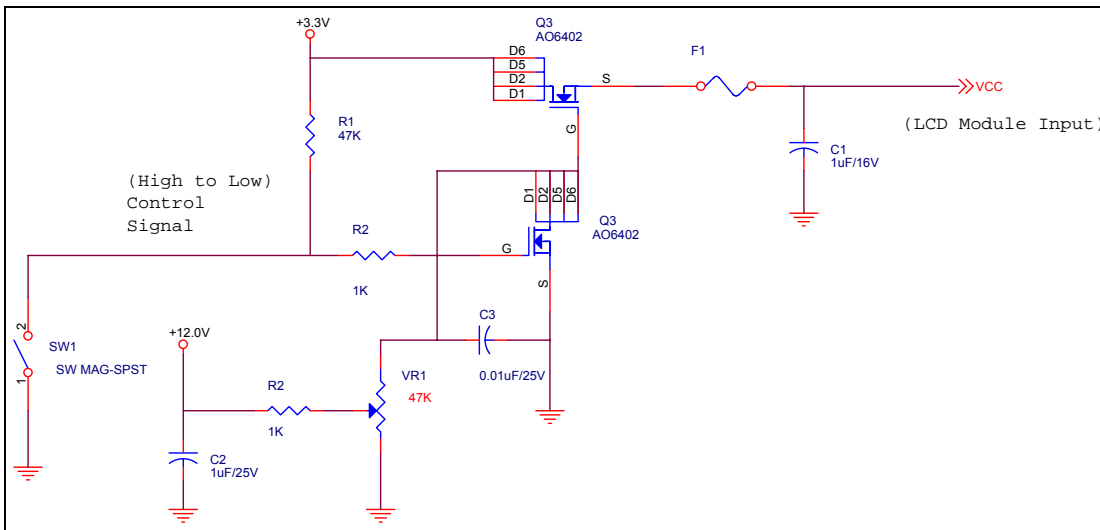 +3.3V
Q3
AO6402
D6
D5
D2
D1
S
G
F1
VCC
(LCD Module Input)
C1
1uF/16V
R1
47K
(High to Low)
Control
Signal
D1
D2
D5
D6
Q3
AO6402
G
S
R2
1K
2
1
SW1
SW MAG-SPST
+12.0V
C3
0.01uF/25V
R2
1K
VR1
47K
C2
1uF/25V